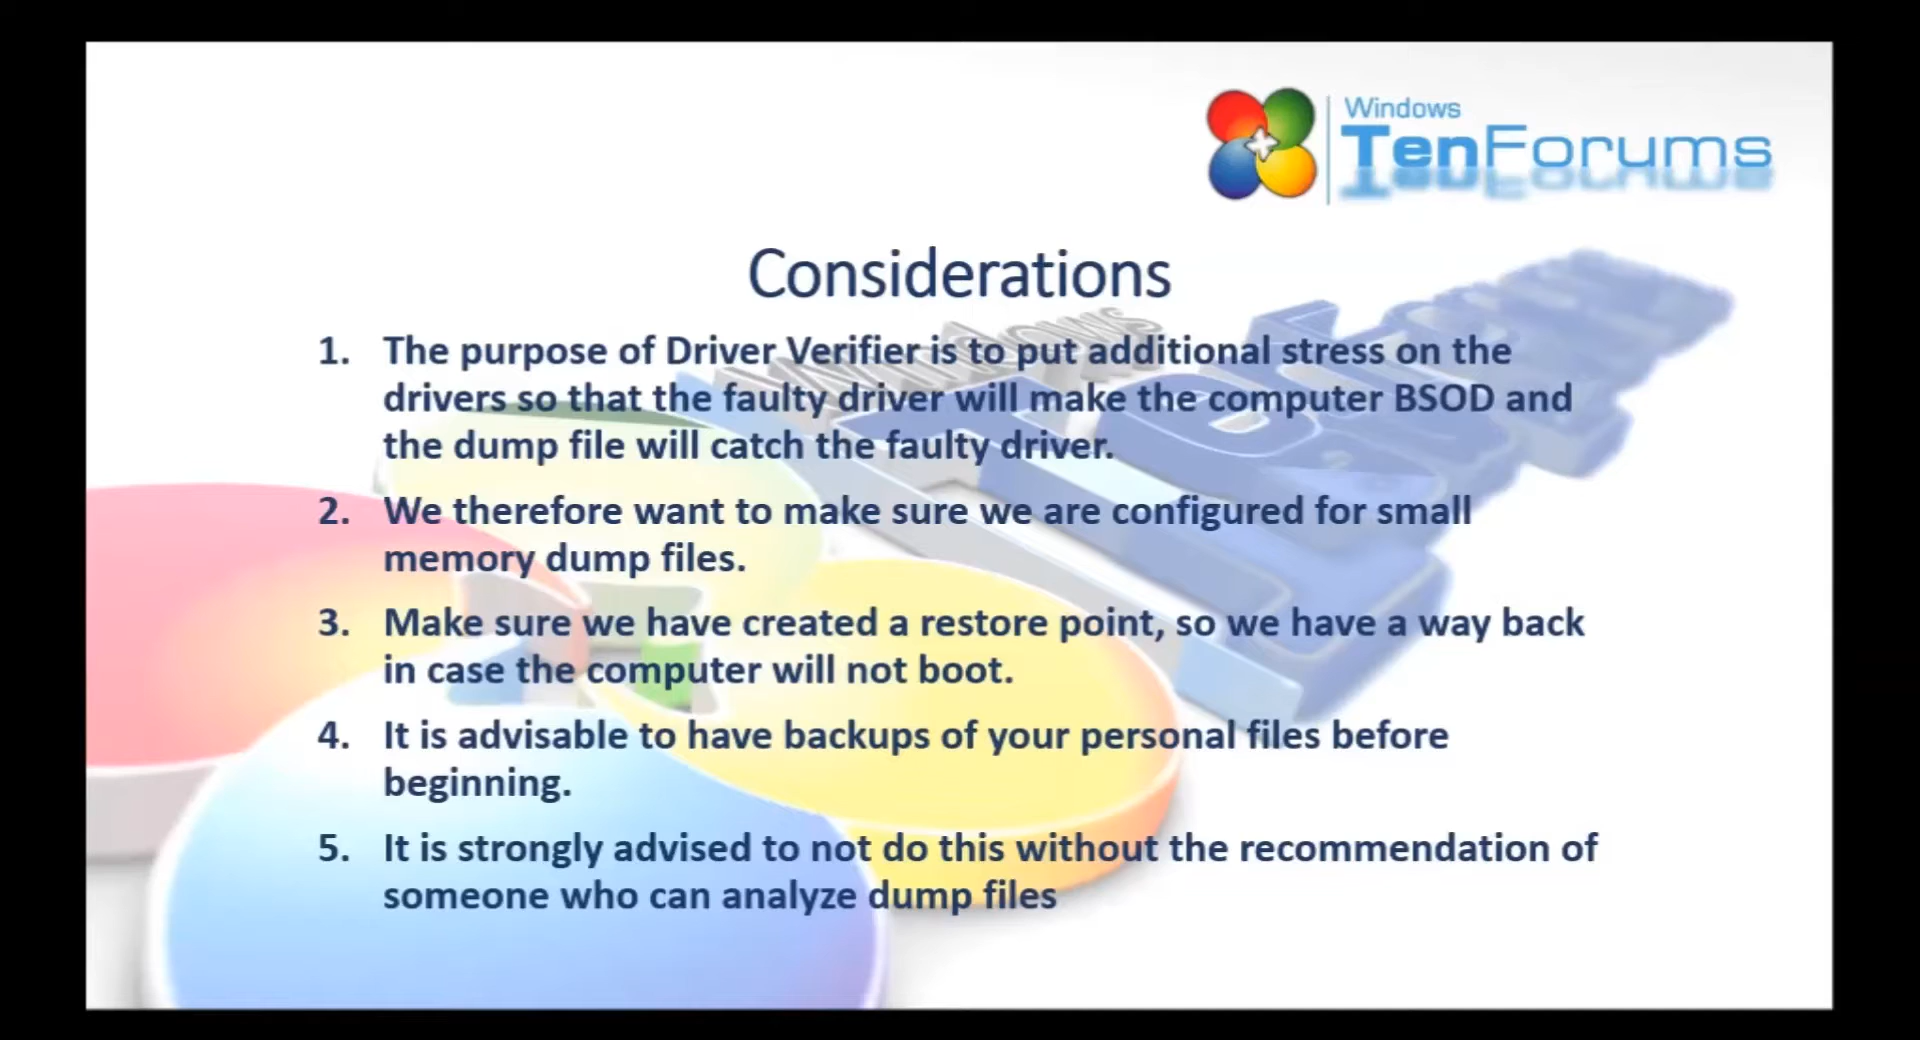 Windows
TenForums
Considerations
1. The purpose of Driver Verifier is to put additional stress on the
drivers so that the faulty driver will make the computer BSOD and
the dump file will catch the faulty driver.
2. We therefore want to make sure we are configured for small
memory dump files.
3. Make sure we have created a restore point, so we have a way back
in case the computer will not boot.
4. It is advisable to have backups of your personal files before
beginning.
5. It is strongly advised to not do this without the recommendation of
someone who can analyze dump files